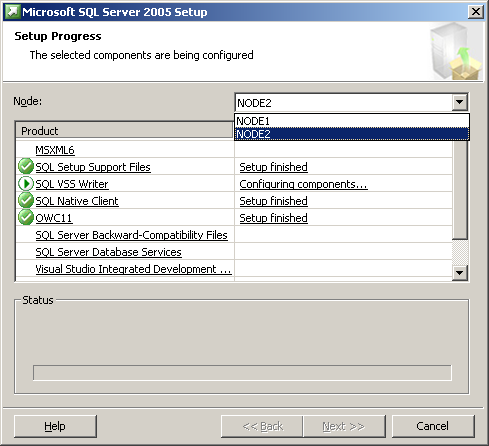 Microsoft SQL Server 2005 Setup
Setup Progress
The selected components are being configured
Node:
NODE2
NODE1
NODE2
Product
MSXML6
SQL Setup Support Files Setup finished
SQL VSS Writer Configuring components...
SQL Native Client Setup finished
OWC11 Setup finished
SQL Server Backward-Compatibility Files
SQL Server Database Services
Visual Studio Integrated Development ...
Status
Help
<< Back
Next >>
Cancel